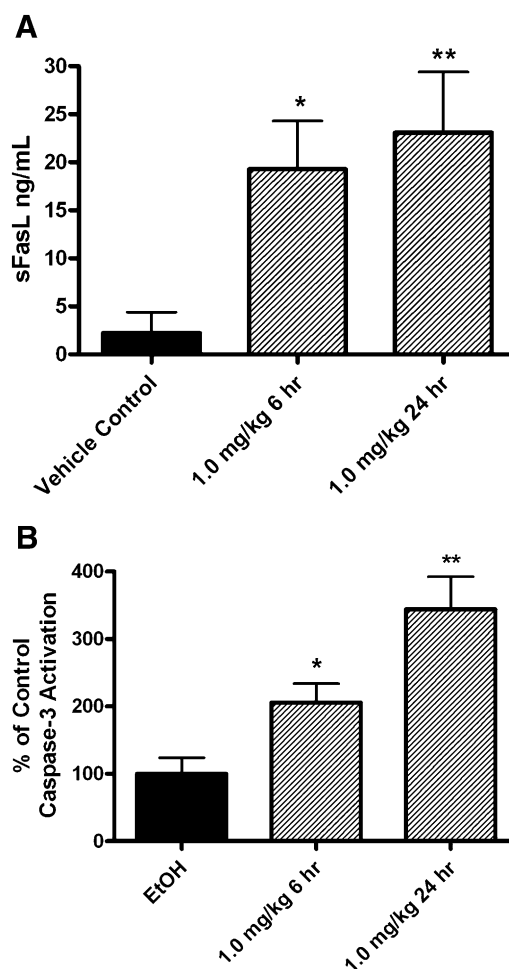 A
30
25
20
15
10
5
0
sFasL ng/mL
*
**
Vehicle Control
1.0 mg/kg 6 hr
1.0 mg/kg 24 hr
B
400
300
200
100
0
% of Control
Caspase-3 Activation
*
**
EtOH
1.0 mg/kg 6 hr
1.0 mg/kg 24 hr